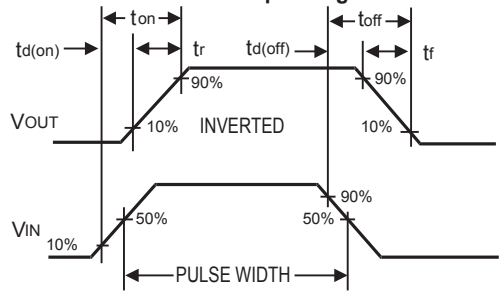 ton
toff
td(on)
tr
td(off)
tf
90%
90%
VOUT
10%
INVERTED
10%
90%
VIN
50%
50%
10%
PULSE WIDTH